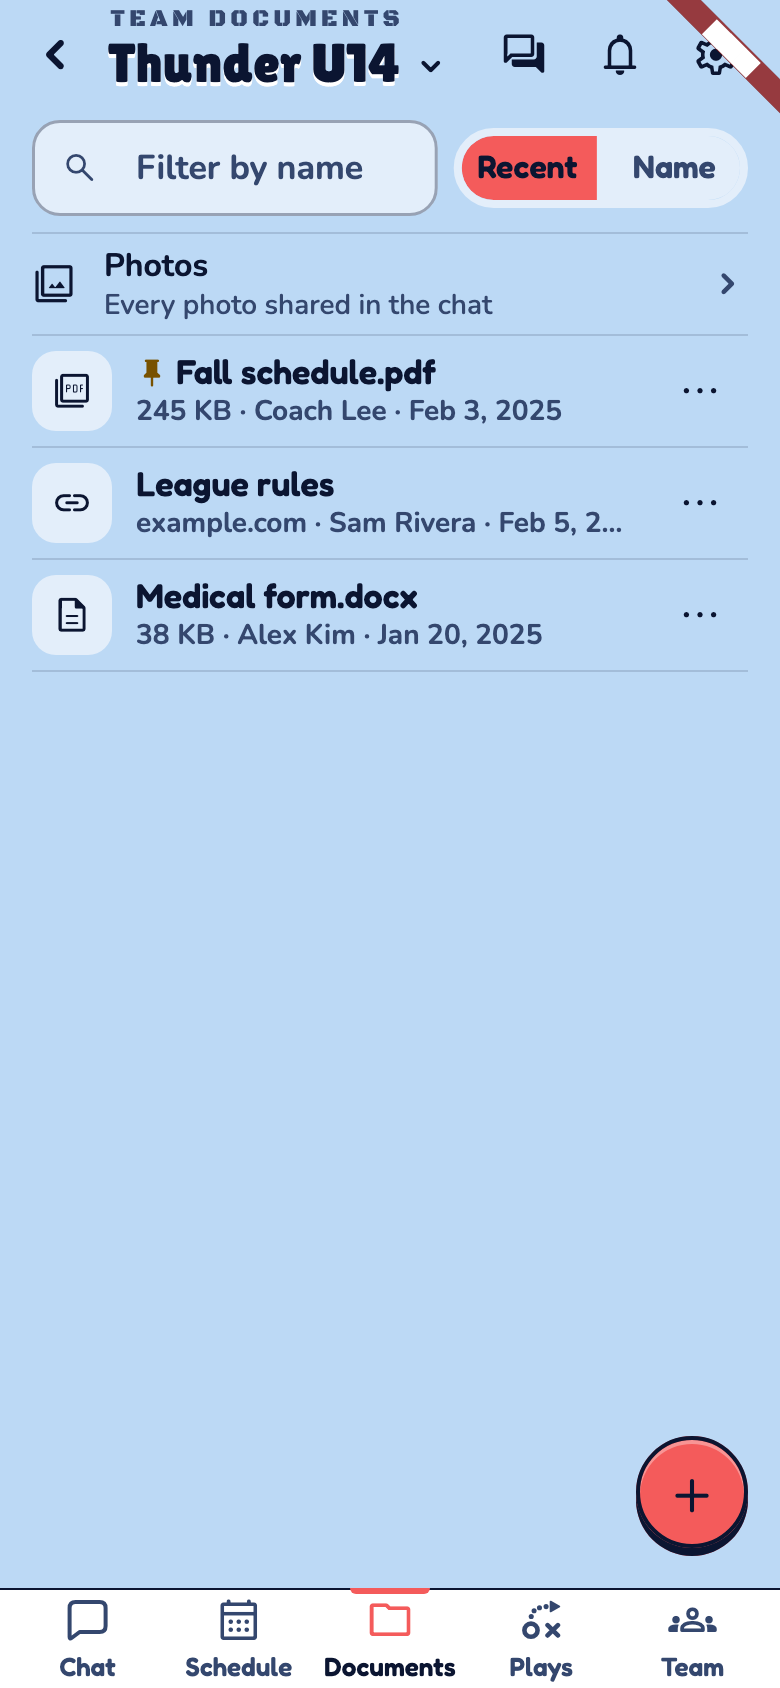 TEAM DOCUMENTS
Thunder U14
Filter by name
Recent
Name
Photos
Every photo shared in the chat
PDF
Fall schedule.pdf
245 KB · Coach Lee · Feb 3, 2025
League rules
example.com · Sam Rivera · Feb 5, 2...
Medical form.docx
38 KB · Alex Kim · Jan 20, 2025
Chat
Schedule
Documents
Plays
Team